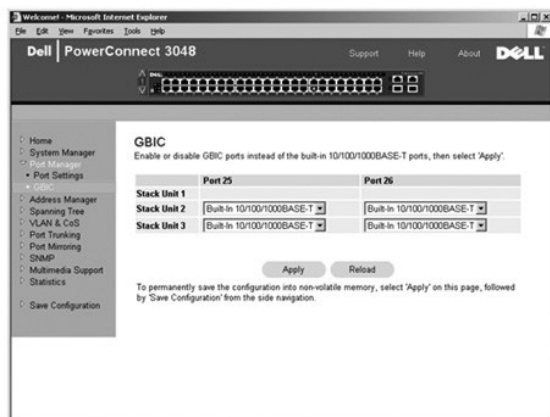 Welcome! - Microsoft Internet Explorer
File Edit View Favorites Tools Help
Dell | PowerConnect 3048
Support Help About DELL
Home
System Manager
Port Manager
Port Settings
GBIC
Address Manager
Spanning Tree
VLAN & CoS
Port Trunking
Port Mirroring
SNMP
Multimedia Support
Statistics
Save Configuration
GBIC
Enable or disable GBIC ports instead of the built-in 10/100/1000BASE-T ports, then select 'Apply'.
Port 25 Port 26
Stack Unit 1
Stack Unit 2 Built-In 10/100/1000BASE-T Built-In 10/100/1000BASE-T
Stack Unit 3 Built-In 10/100/1000BASE-T Built-In 10/100/1000BASE-T
Apply Reload
To permanently save the configuration into non-volatile memory, select 'Apply' on this page, followed
by 'Save Configuration' from the side navigation.